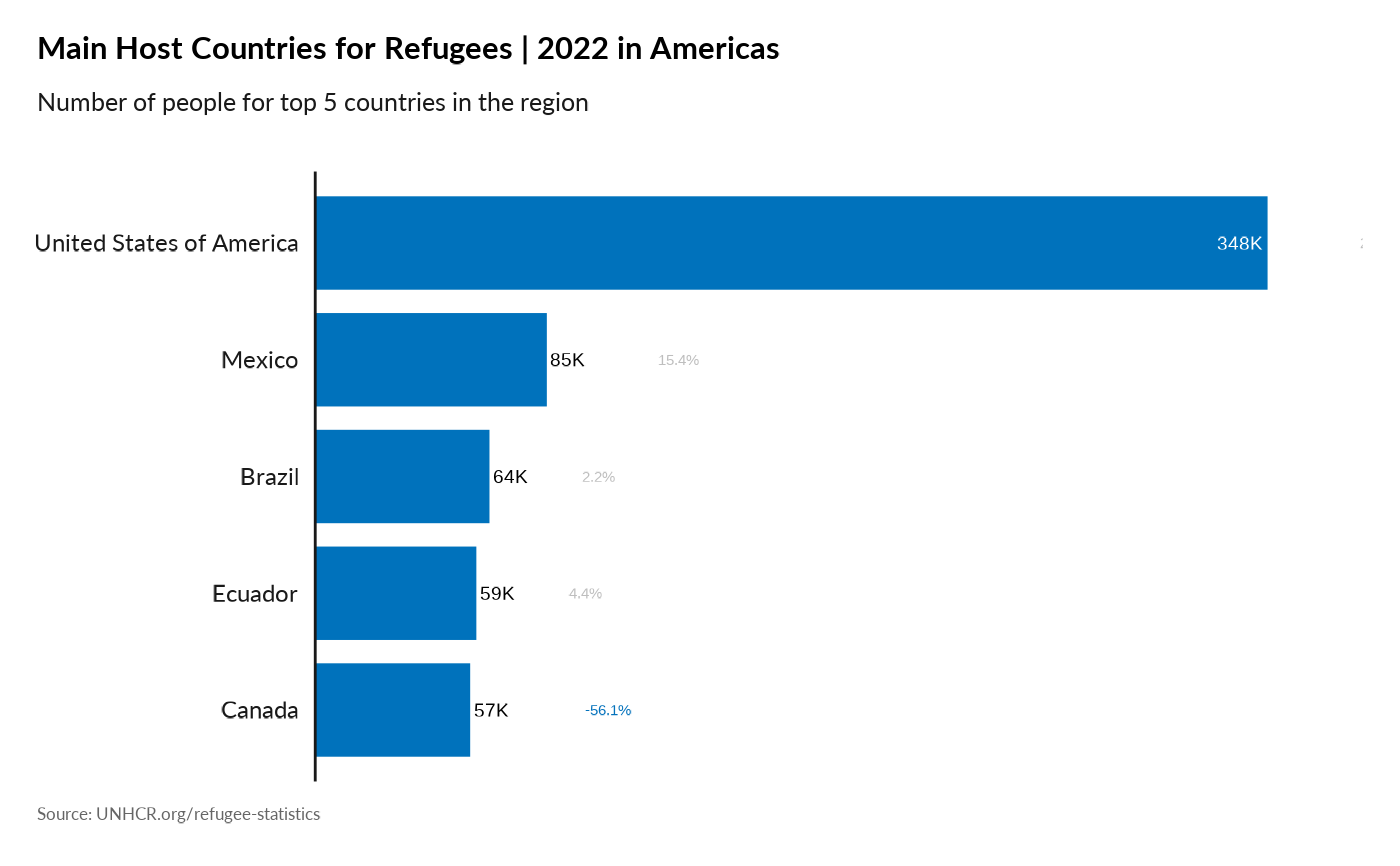 Main Host Countries for Refugees | 2022 in Americas
Number of people for top 5 countries in the region
United States of America 348K
Mexico 85K 15.4%
Brazil 64K 2.2%
Ecuador 59K 4.4%
Canada 57K -56.1%
Source: UNHCR.org/refugee-statistics